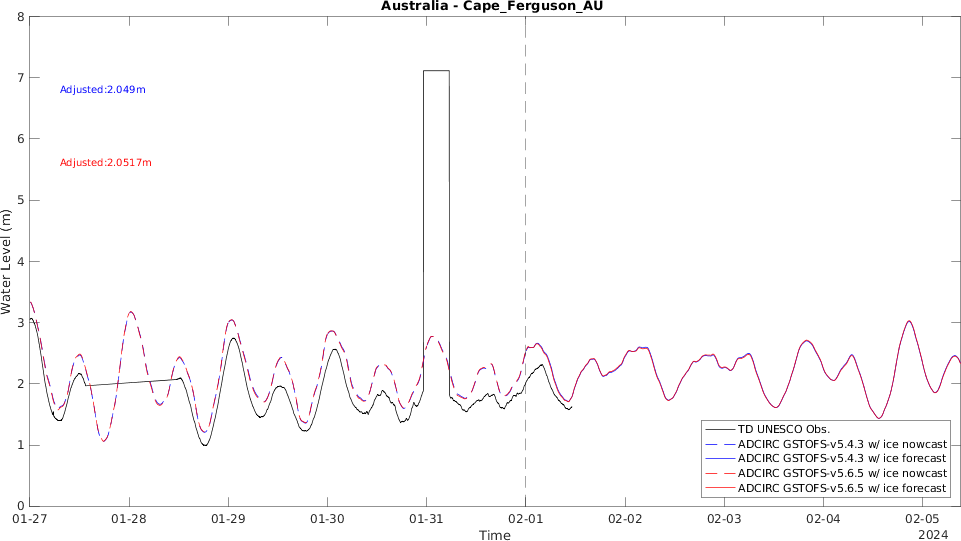 Australia - Cape_Ferguson_AU
8
7
6
5
4
3
2
1
0
Water Level (m)
Adjusted:2.049m
Adjusted:2.0517m
TD UNESCO Obs.
ADCIRC GSTOFS-v5.4.3 w/ ice nowcast
ADCIRC GSTOFS-v5.4.3 w/ ice forecast
ADCIRC GSTOFS-v5.6.5 w/ ice nowcast
ADCIRC GSTOFS-v5.6.5 w/ ice forecast
01-27 01-28 01-29 01-30 01-31 02-01 02-02 02-03 02-04 02-05
Time
2024